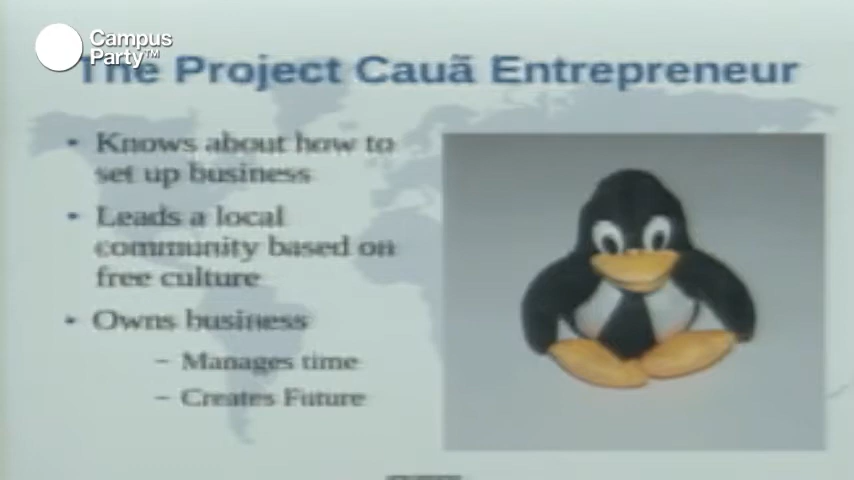 Campus
Party™
The Project Cauã Entrepreneur
• Knows about how to
set up business
• Leads a local
community based on
free culture
• Owns business
– Manages time
– Creates Future